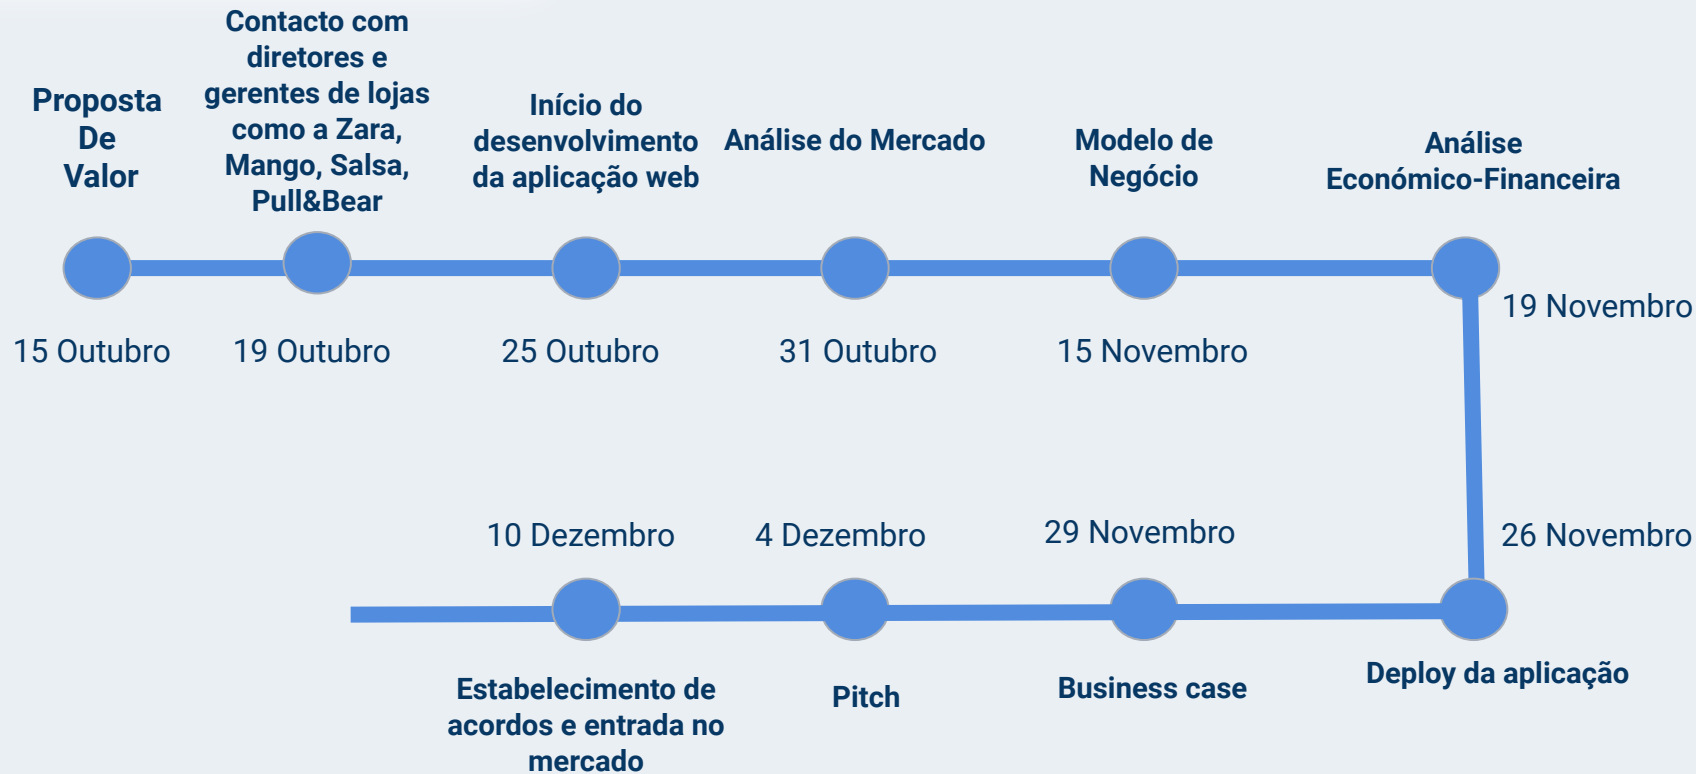 Proposta
De
Valor
15 Outubro
Contacto com
diretores e
gerentes de lojas
como a Zara,
Mango, Salsa,
Pull&Bear
19 Outubro
Início do
desenvolvimento
da aplicação web
25 Outubro
Análise do Mercado
31 Outubro
Modelo de
Negócio
15 Novembro
Análise
Económico-Financeira
19 Novembro
26 Novembro
Deploy da aplicação
29 Novembro
Business case
4 Dezembro
Pitch
10 Dezembro
Estabelecimento de
acordos e entrada no
mercado